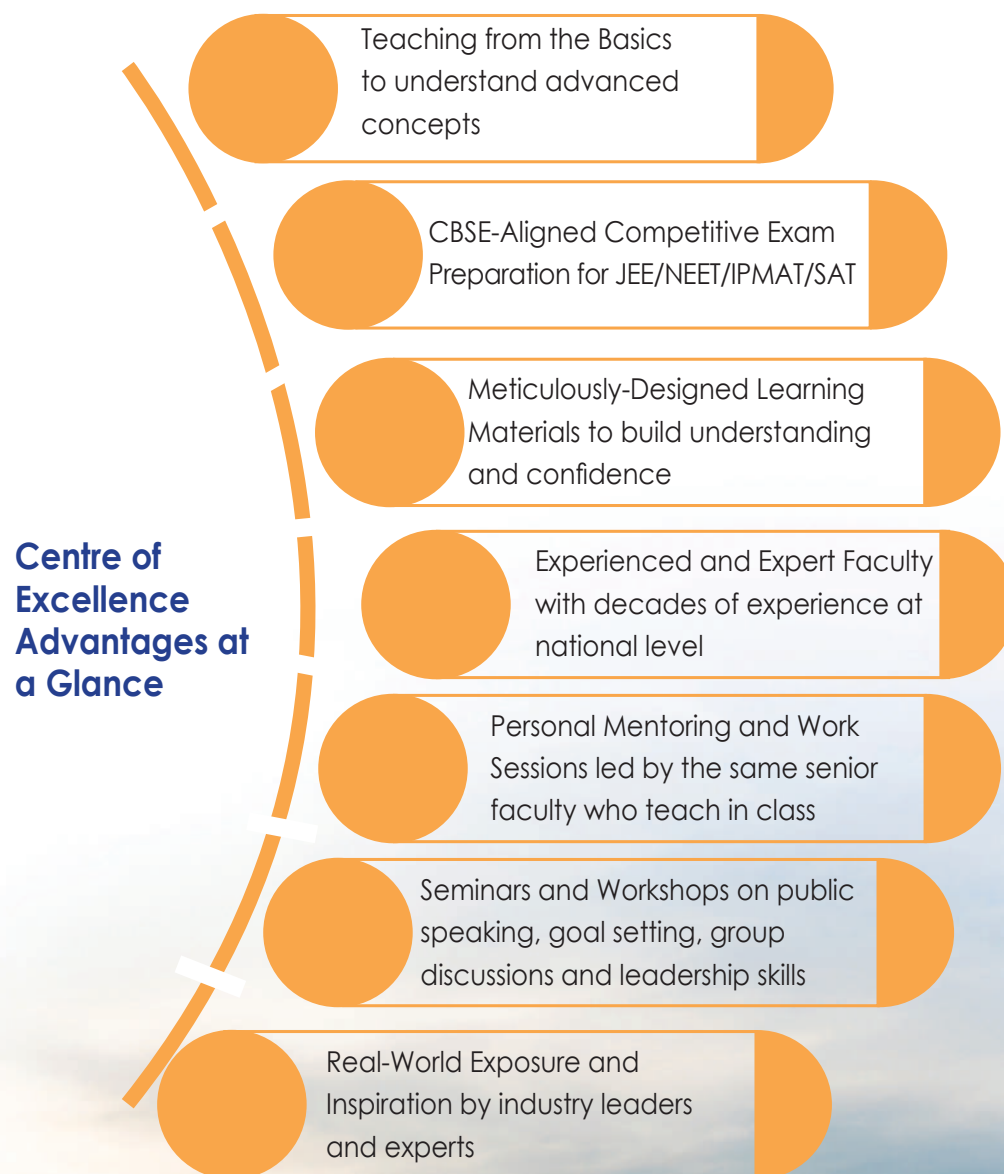 Teaching from the Basics
to understand advanced
concepts
CBSE-Aligned Competitive Exam
Preparation for JEE/NEET/IPMAT/SAT
Meticulously-Designed Learning
Materials to build understanding
and confidence
Centre of
Excellence
Advantages at
a Glance
Experienced and Expert Faculty
with decades of experience at
national level
Personal Mentoring and Work
Sessions led by the same senior
faculty who teach in class
Seminars and Workshops on public
speaking, goal setting, group
discussions and leadership skills
Real-World Exposure and
Inspiration by industry leaders
and experts